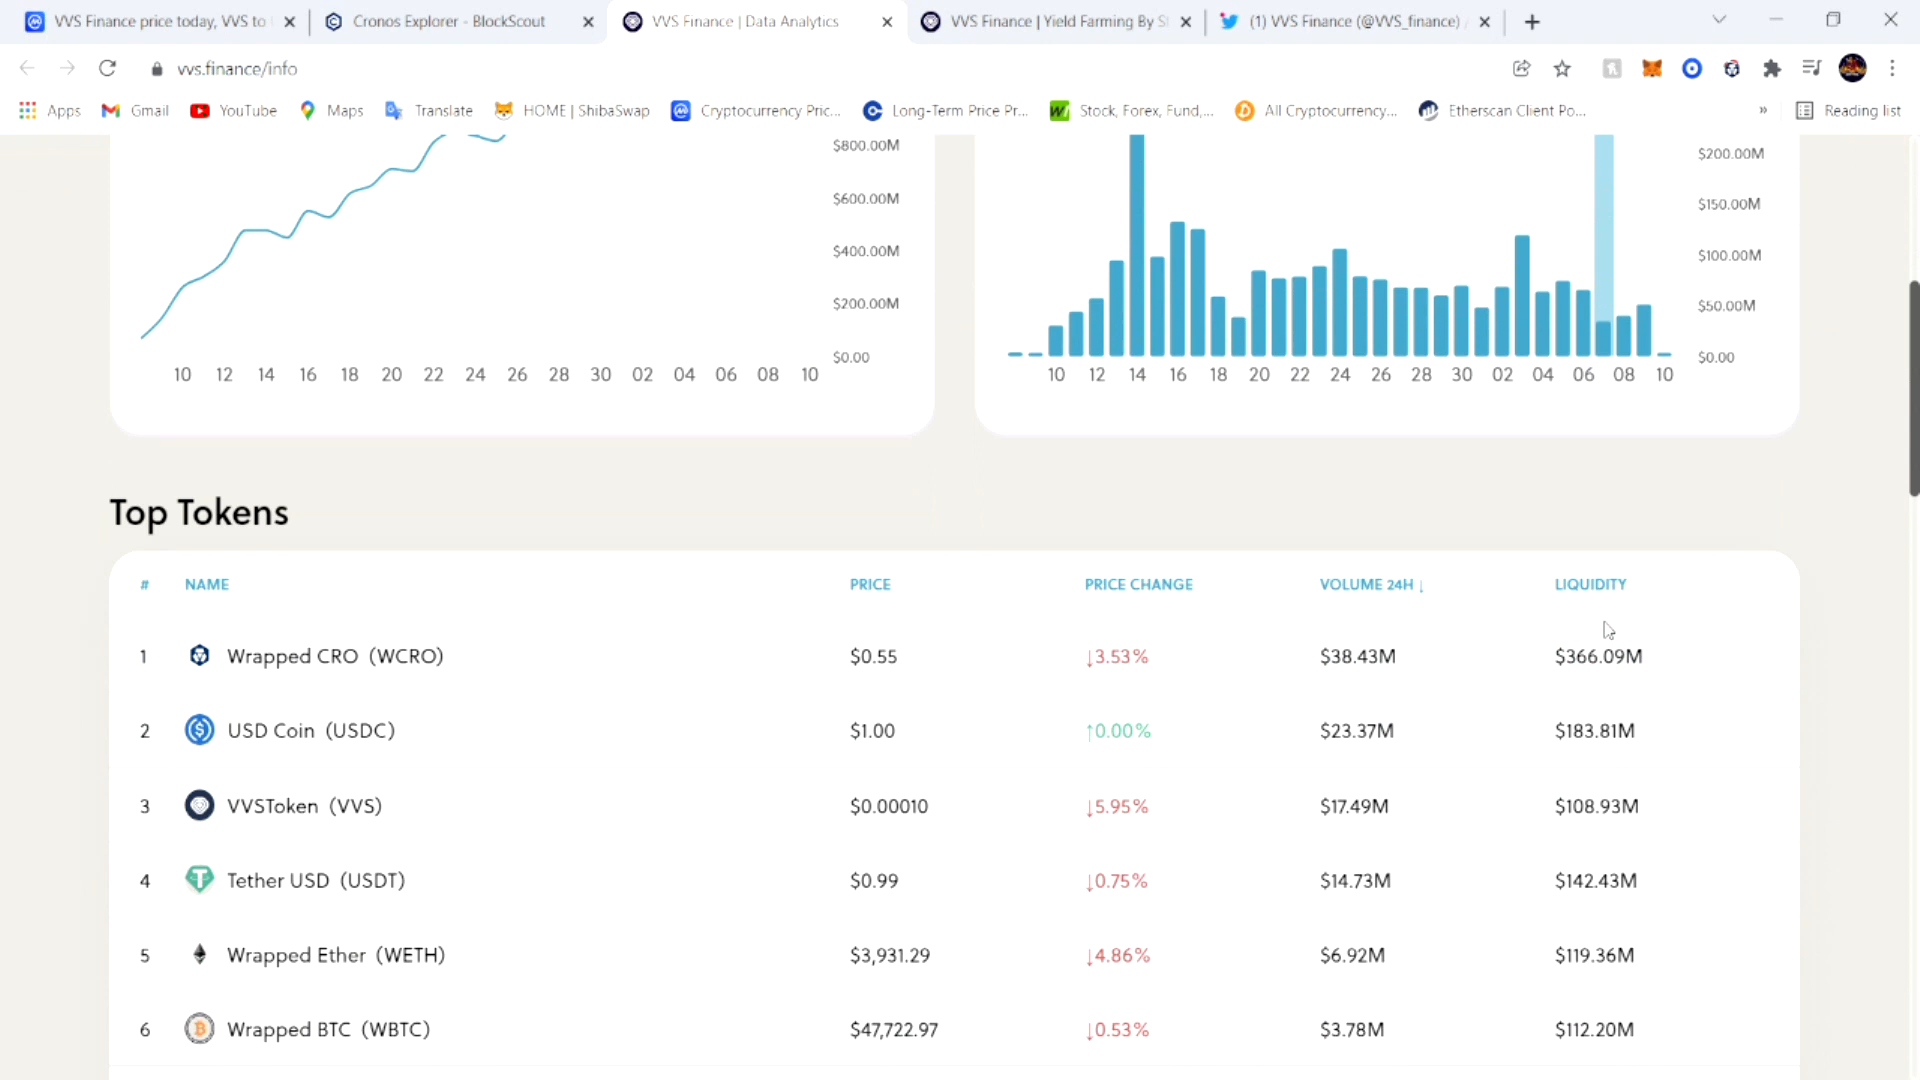 VVS Finance price today, VVS to
Cronos Explorer - BlockScout
VVS Finance | Data Analytics
VVS Finance | Yield Farming By
(1) VVS Finance (@VVS_finance)
vvs.finance/info
Apps
Gmail
YouTube
Maps
Translate
HOME | ShibaSwap
Cryptocurrency Pric...
Long-Term Price Pr...
Stock, Forex, Fund,...
All Cryptocurrency...
Etherscan Client Po...
»
Reading list
$800.00M
$600.00M
$400.00M
$200.00M
$0.00
10 12 14 16 18 20 22 24 26 28 30 02 04 06 08 10
$200.00M
$150.00M
$100.00M
$50.00M
$0.00
10 12 14 16 18 20 22 24 26 28 30 02 04 06 08 10
Top Tokens
# NAME PRICE PRICE CHANGE VOLUME 24H ↓ LIQUIDITY
1 Wrapped CRO (WCRO) $0.55 ↓3.53% $38.43M $366.09M
2 USD Coin (USDC) $1.00 ↑0.00% $23.37M $183.81M
3 VVSToken (VVS) $0.00010 ↓5.95% $17.49M $108.93M
4 Tether USD (USDT) $0.99 ↓0.75% $14.73M $142.43M
5 Wrapped Ether (WETH) $3,931.29 ↓4.86% $6.92M $119.36M
6 Wrapped BTC (WBTC) $47,722.97 ↓0.53% $3.78M $112.20M